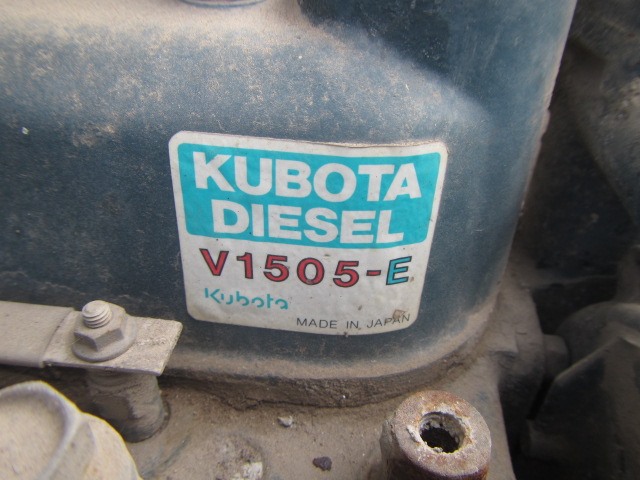 KUBOTA
DIESEL
V1505-E
Kubota
MADE IN JAPAN